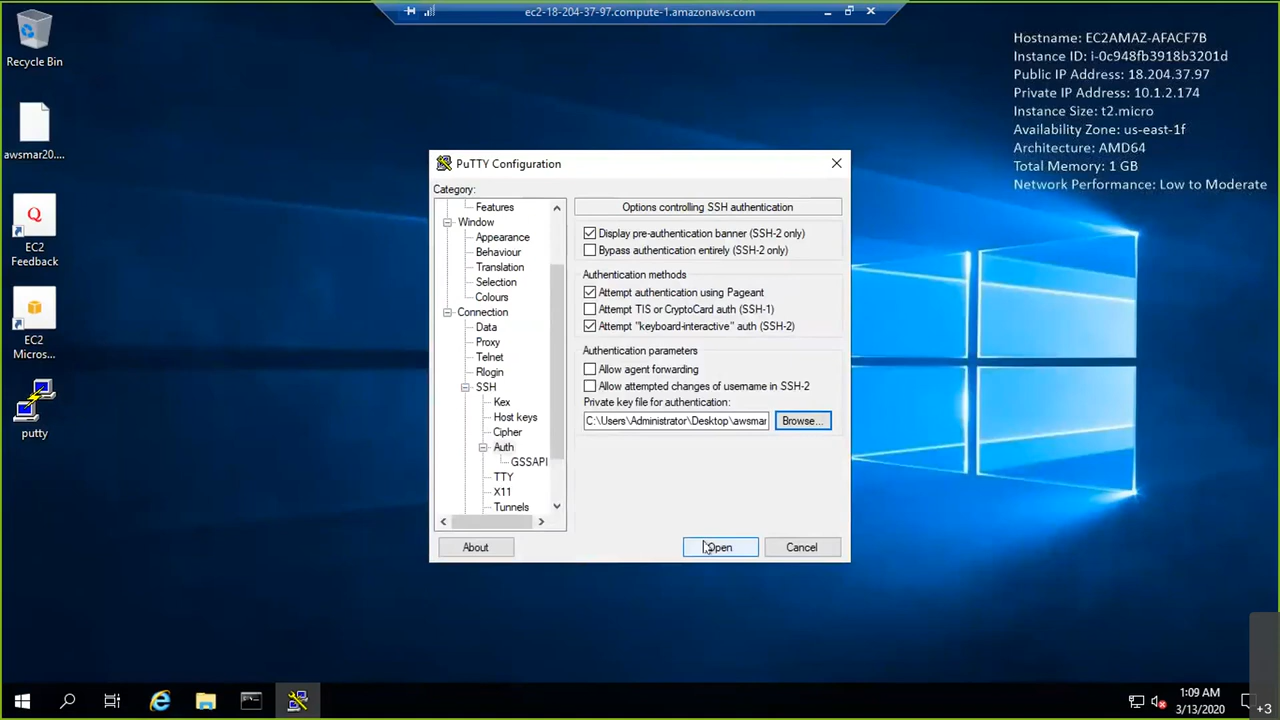 ec2-18-204-37-97.compute-1.amazonaws.com
Recycle Bin
awsmar20....
EC2
Feedback
EC2
Micros...
putty
Hostname: EC2AMAZ-AFACF7B
Instance ID: i-0c948fb3918b3201d
Public IP Address: 18.204.37.97
Private IP Address: 10.1.2.174
Instance Size: t2.micro
Availability Zone: us-east-1f
Architecture: AMD64
Total Memory: 1 GB
Network Performance: Low to Moderate
PuTTY Configuration
Category:
Features
Window
Appearance
Behaviour
Translation
Selection
Colours
Connection
Data
Proxy
Telnet
Rlogin
SSH
Kex
Host keys
Cipher
Auth
GSSAPI
TTY
X11
Tunnels
Options controlling SSH authentication
Display pre-authentication banner (SSH-2 only)
Bypass authentication entirely (SSH-2 only)
Authentication methods
Attempt authentication using Pageant
Attempt TIS or CryptoCard auth (SSH-1)
Attempt "keyboard-interactive" auth (SSH-2)
Authentication parameters
Allow agent forwarding
Allow attempted changes of username in SSH-2
Private key file for authentication:
C:\Users\Administrator\Desktop\awsmar
Browse...
About
Open
Cancel
1:09 AM
3/13/2020
+3